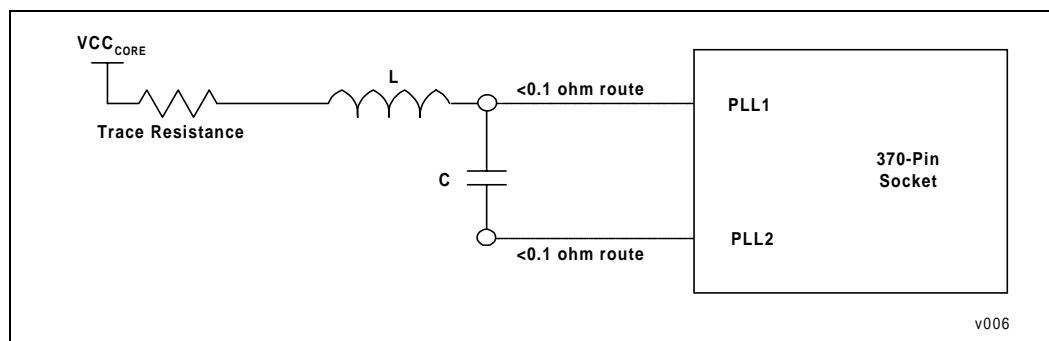 VCCCORE
L
<0.1 ohm route
PLL1
Trace Resistance
370-Pin
Socket
C
PLL2
<0.1 ohm route
v006